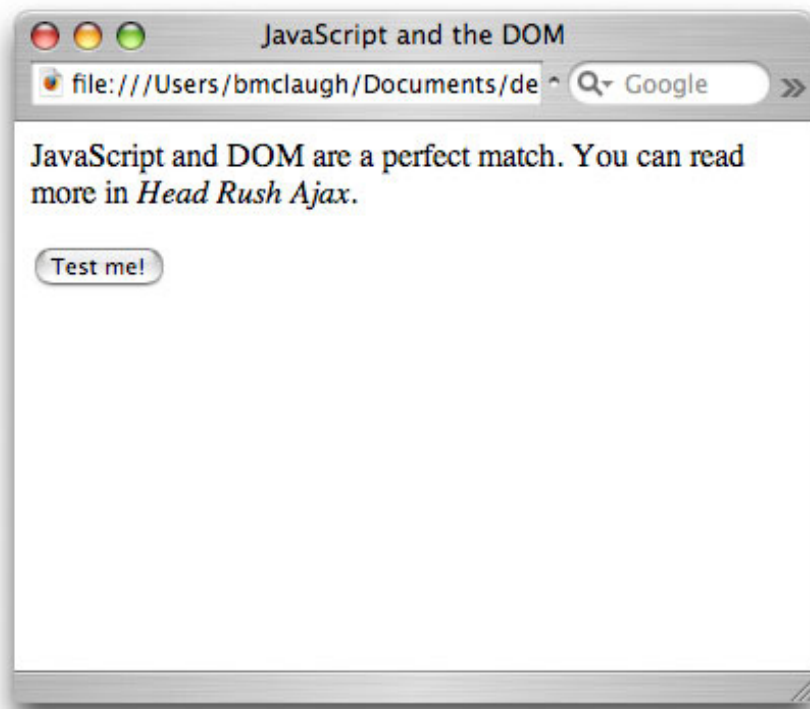 JavaScript and the DOM
file:///Users/bmclaugh/Documents/de
Google
JavaScript and DOM are a perfect match. You can read
more in Head Rush Ajax.
Test me!